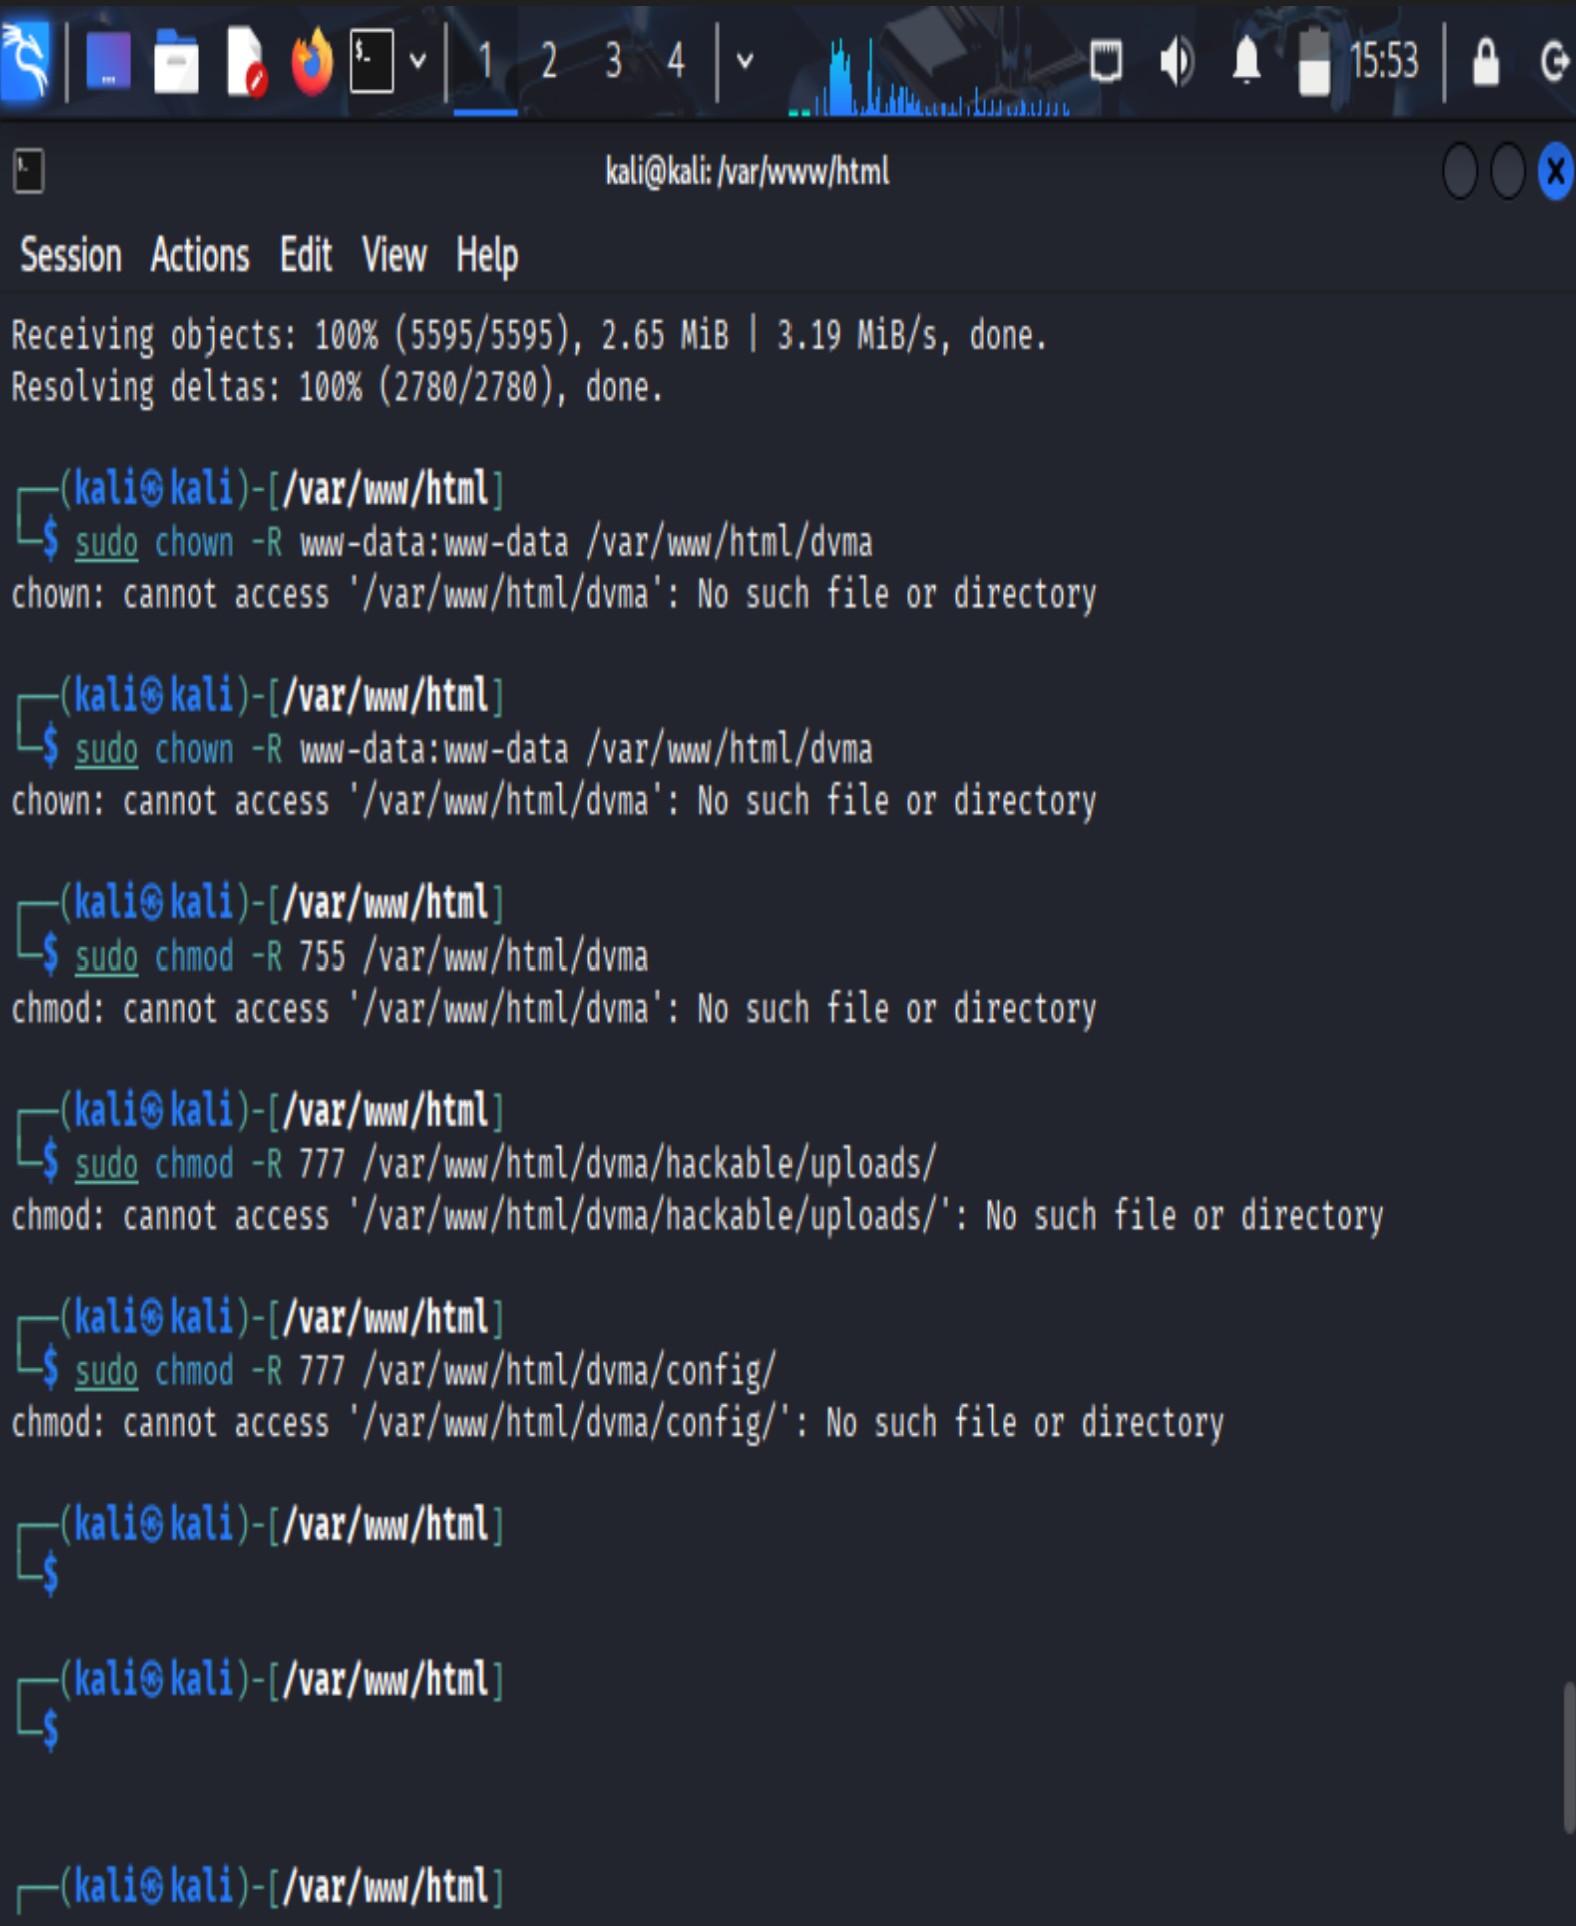 1 2 3 4 15:53
kali@kali: /var/www/html
Session Actions Edit View Help
Receiving objects: 100% (5595/5595), 2.65 MiB | 3.19 MiB/s, done.
Resolving deltas: 100% (2780/2780), done.
┌──(kali㉿kali)-[/var/www/html]
└─$ sudo chown -R www-data:www-data /var/www/html/dvma
chown: cannot access '/var/www/html/dvma': No such file or directory
┌──(kali㉿kali)-[/var/www/html]
└─$ sudo chown -R www-data:www-data /var/www/html/dvma
chown: cannot access '/var/www/html/dvma': No such file or directory
┌──(kali㉿kali)-[/var/www/html]
└─$ sudo chmod -R 755 /var/www/html/dvma
chmod: cannot access '/var/www/html/dvma': No such file or directory
┌──(kali㉿kali)-[/var/www/html]
└─$ sudo chmod -R 777 /var/www/html/dvma/hackable/uploads/
chmod: cannot access '/var/www/html/dvma/hackable/uploads/': No such file or directory
┌──(kali㉿kali)-[/var/www/html]
└─$ sudo chmod -R 777 /var/www/html/dvma/config/
chmod: cannot access '/var/www/html/dvma/config/': No such file or directory
┌──(kali㉿kali)-[/var/www/html]
└─$
┌──(kali㉿kali)-[/var/www/html]
└─$
┌──(kali㉿kali)-[/var/www/html]